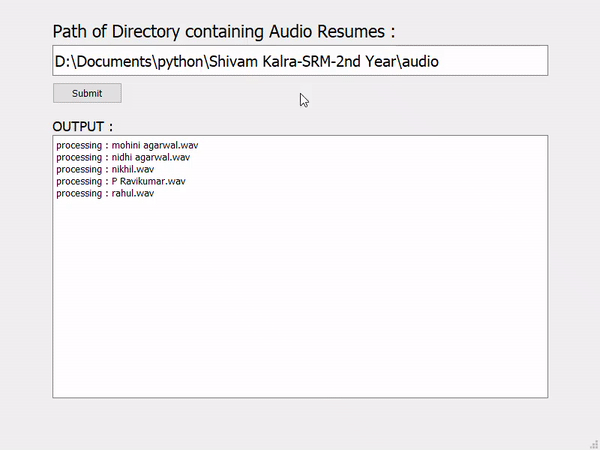 Path of Directory containing Audio Resumes :
D:\Documents\python\Shivam Kalra-SRM-2nd Year\audio
Submit
OUTPUT :
processing : mohini agarwal.wav
processing : nidhi agarwal.wav
processing : nikhil.wav
processing : P Ravikumar.wav
processing : rahul.wav